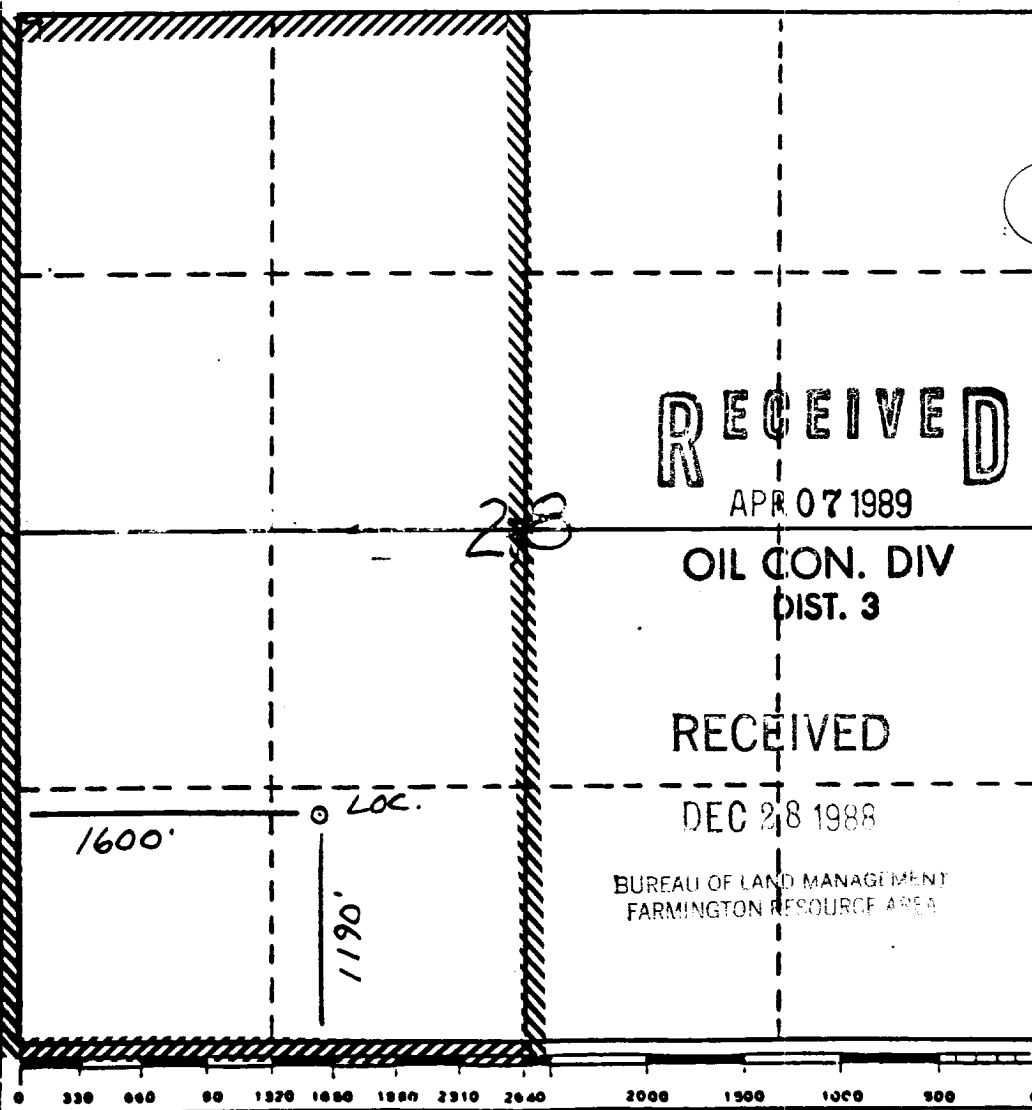 RECEIVED
APR 07 1989
28
OIL CON. DIV
DIST. 3
RECEIVED
DEC 28 1988
BUREAU OF LAND MANAGEMENT
FARMINGTON RESOURCE AREA
LOC.
1600'
1190'
0 330 660 90 1320 1650 1980 2310 2640 2000 1500 1000 500